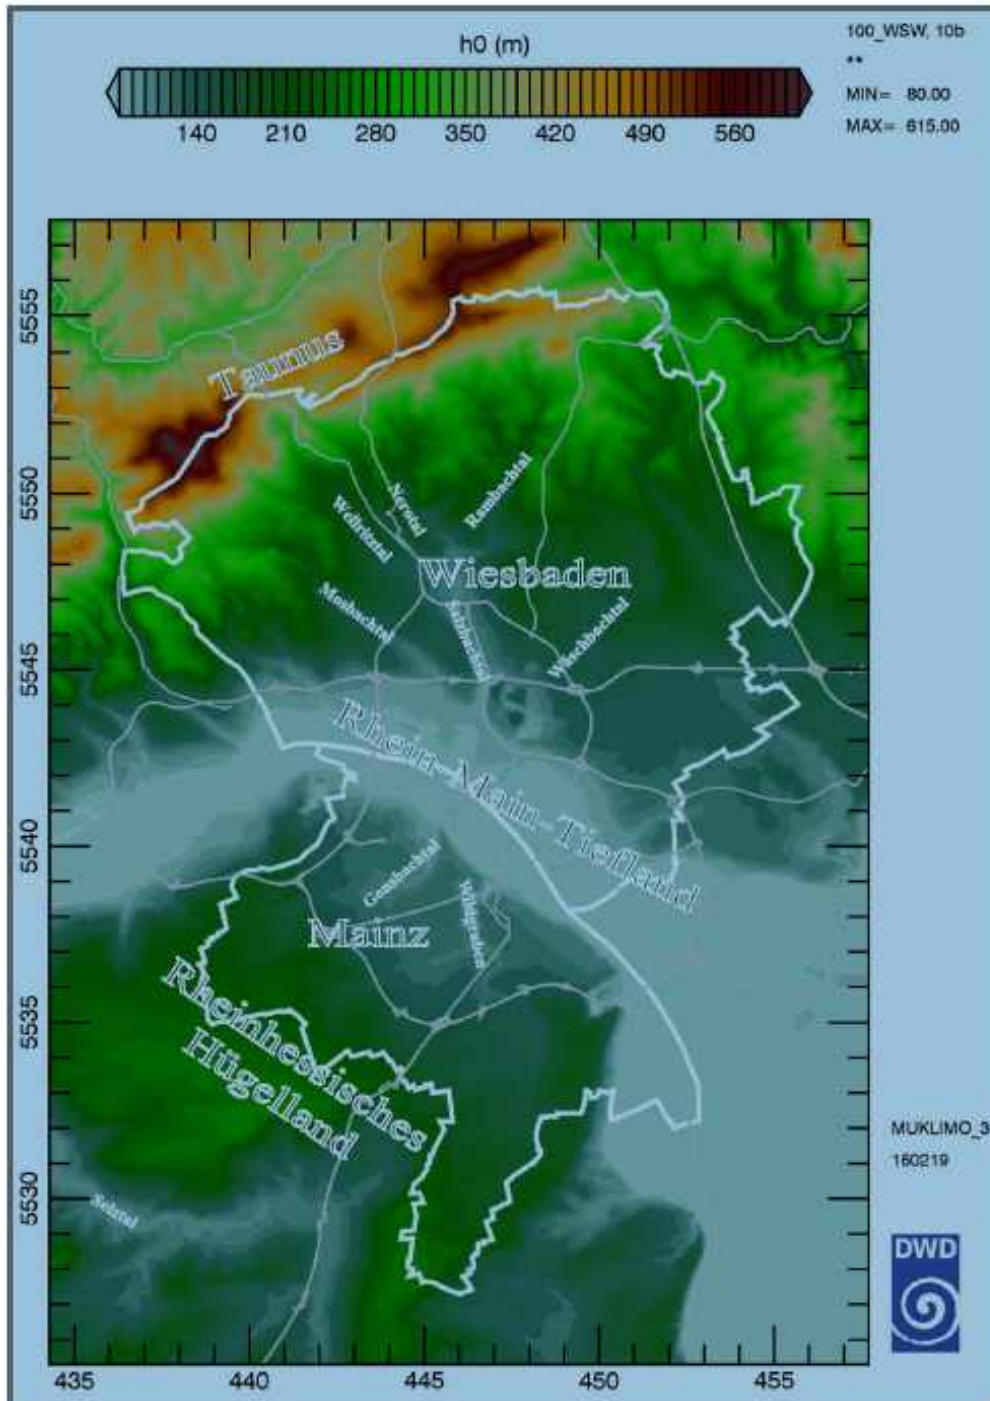 h0 (m)
100_WSW, 10b
**
MIN= 80.00
MAX= 615.00
140 210 280 350 420 490 560
5555
5550
5545
5540
5535
5530
Taunus
Nerotal
Rambachtal
Wellritztal
Wiesbaden
Mosbachtal
Salzbachtal
Wäschbachtal
Rhein-Main-Tiefland
Gonsbachtal
Wildgraben
Mainz
Rheinhessisches
Hügelland
Selztal
MUKLIMO_3
160219
DWD
435 440 445 450 455